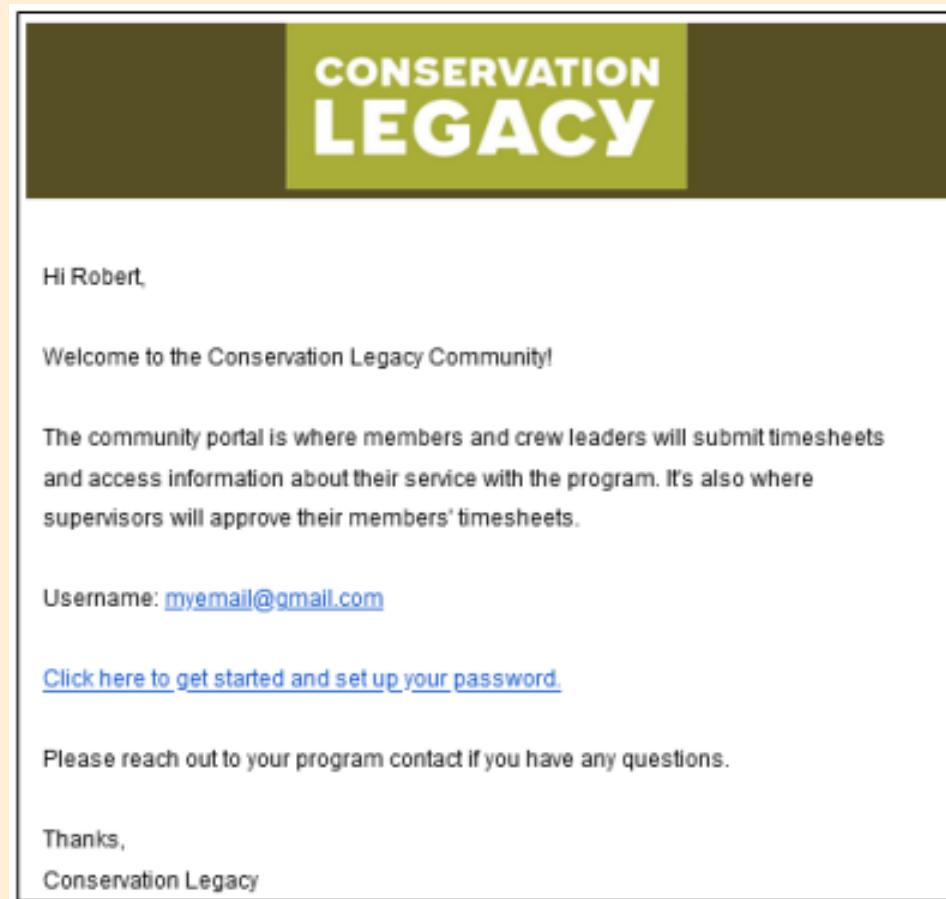 CONSERVATION
LEGACY
Hi Robert,
Welcome to the Conservation Legacy Community!
The community portal is where members and crew leaders will submit timesheets
and access information about their service with the program. It's also where
supervisors will approve their members' timesheets.
Username: myemail@gmail.com
Click here to get started and set up your password.
Please reach out to your program contact if you have any questions.
Thanks,
Conservation Legacy